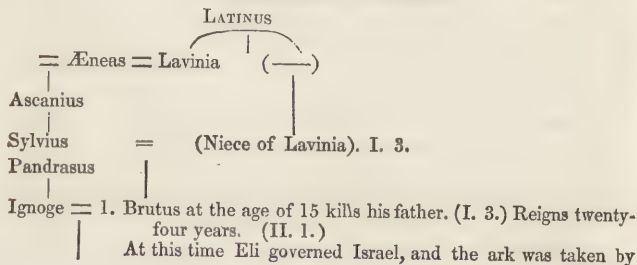 LATINUS
= Æneas = Lavinia (——)
Ascanius
Sylvius = (Niece of Lavinia). I. 3.
Pandrasus
Ignoge = 1. Brutus at the age of 15 kills his father. (I. 3.) Reigns twenty-
four years. (II. 1.)
At this time Eli governed Israel, and the ark was taken by